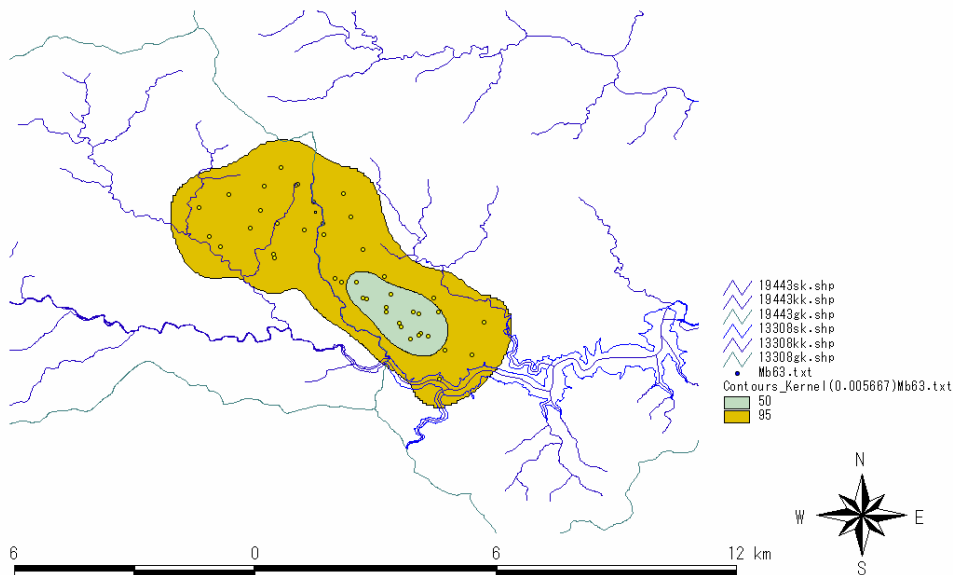 19443sk.shp
19443kk.shp
19443gk.shp
13308sk.shp
13308kk.shp
13308gk.shp
Mb63.txt
Contours_Kernel(0.005667)Mb63.txt
50
95
N
W E
S
6 0 6 12 km